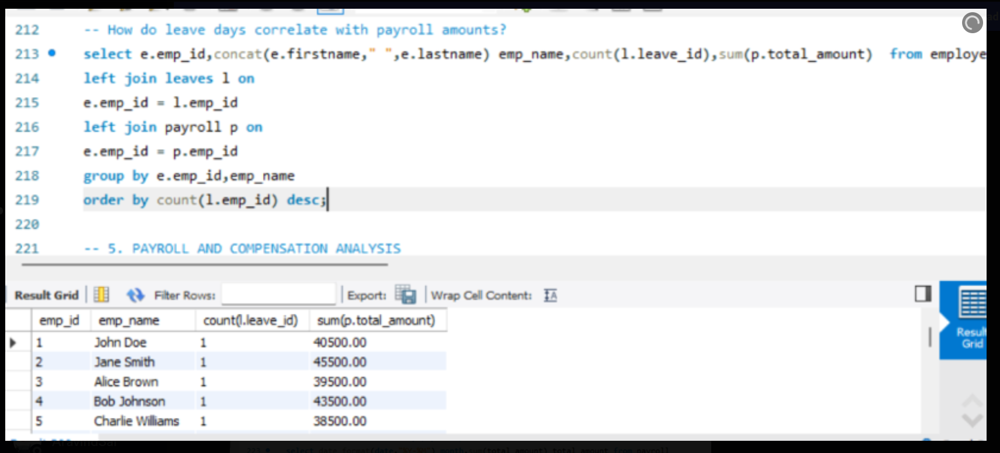 212 -- How do leave days correlate with payroll amounts?
213 select e.emp_id,concat(e.firstname," ",e.lastname) emp_name,count(l.leave_id),sum(p.total_amount) from employe
214 left join leaves l on
215 e.emp_id = l.emp_id
216 left join payroll p on
217 e.emp_id = p.emp_id
218 group by e.emp_id,emp_name
219 order by count(l.emp_id) desc;
220
221 -- 5. PAYROLL AND COMPENSATION ANALYSIS
Result Grid Filter Rows: Export: Wrap Cell Content:
emp_id emp_name count(l.leave_id) sum(p.total_amount)
1 John Doe 1 40500.00
2 Jane Smith 1 45500.00
3 Alice Brown 1 39500.00
4 Bob Johnson 1 43500.00
5 Charlie Williams 1 38500.00
Result
Grid